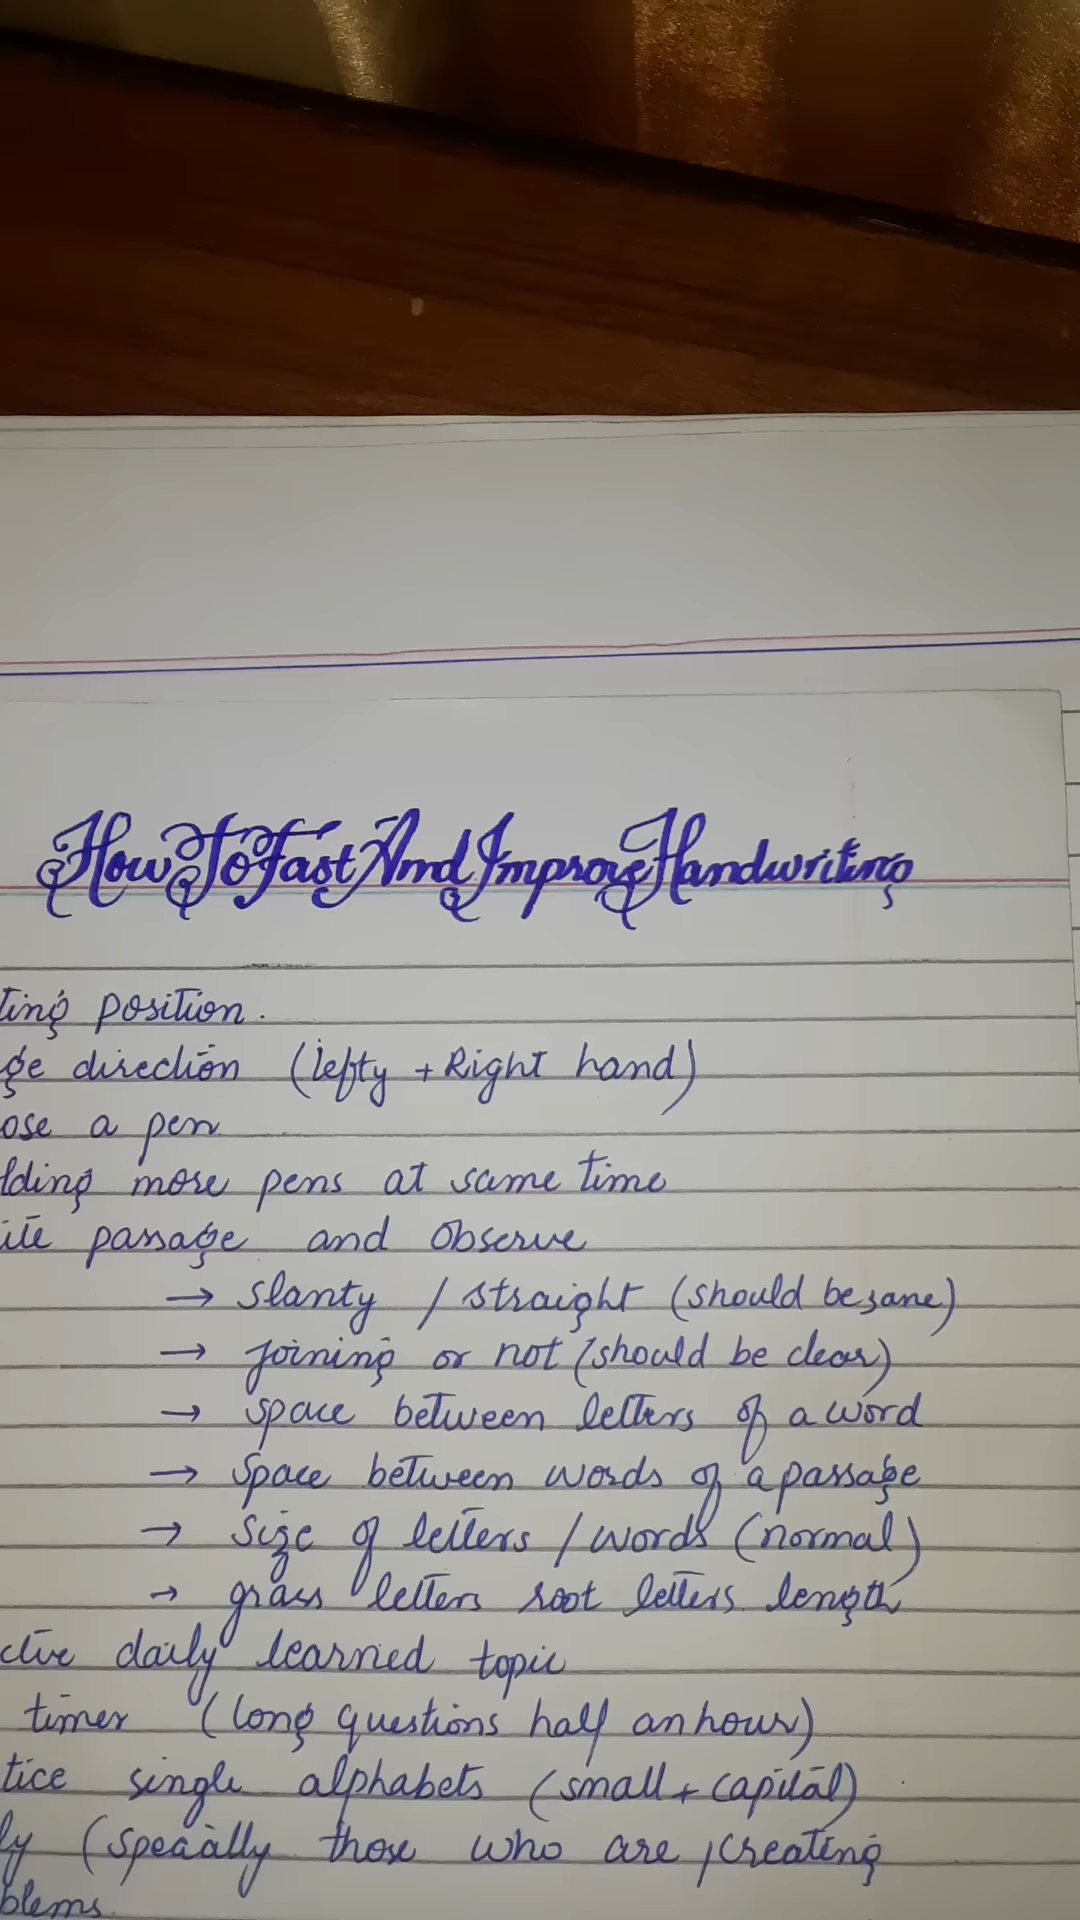 How To Fast And Improve Handwriting
ting position.
ge direction (lefty + Right hand)
ose a pen
lding more pens at same time
ite passage and observe
→ slanty / straight (should be same)
→ joining or not (should be clear)
→ space between letters of a word
→ space between words of a passage
→ size of letters / words (normal)
→ grass letters root letters length
ctive daily learned topic
timer (long questions half an hour)
tice single alphabets (small + capital)
ly (specially those who are creating
blems.